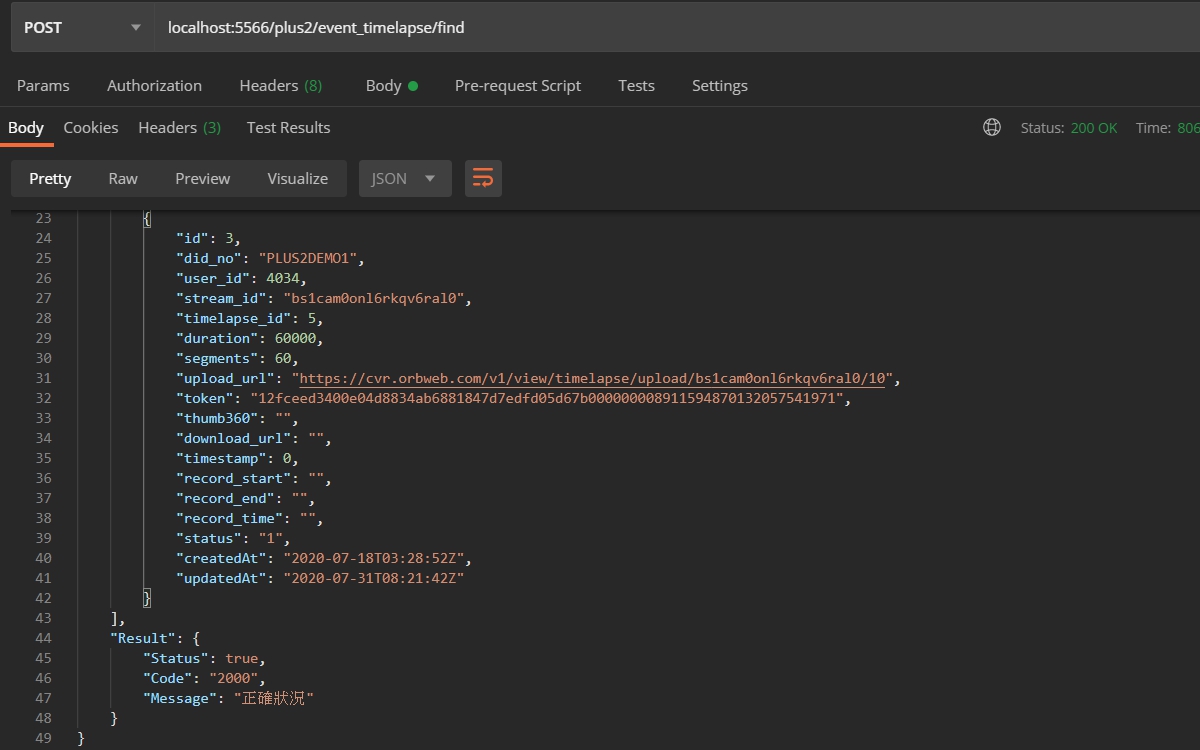 POST localhost:5566/plus2/event_timelapse/find
Params Authorization Headers (8) Body Pre-request Script Tests Settings
Body Cookies Headers (3) Test Results Status: 200 OK Time: 806
Pretty Raw Preview Visualize JSON
23 {
24 "id": 3,
25 "did_no": "PLUS2DEMO1",
26 "user_id": 4034,
27 "stream_id": "bs1cam0onl6rkqv6ral0",
28 "timelapse_id": 5,
29 "duration": 60000,
30 "segments": 60,
31 "upload_url": "https://cvr.orbweb.com/v1/view/timelapse/upload/bs1cam0onl6rkqv6ral0/10",
32 "token": "12fceed3400e04d8834ab6881847d7edfd05d67b000000008911594870132057541971",
33 "thumb360": "",
34 "download_url": "",
35 "timestamp": 0,
36 "record_start": "",
37 "record_end": "",
38 "record_time": "",
39 "status": "1",
40 "createdAt": "2020-07-18T03:28:52Z",
41 "updatedAt": "2020-07-31T08:21:42Z"
42 }
43 ],
44 "Result": {
45 "Status": true,
46 "Code": "2000",
47 "Message": "正確狀況"
48 }
49 }